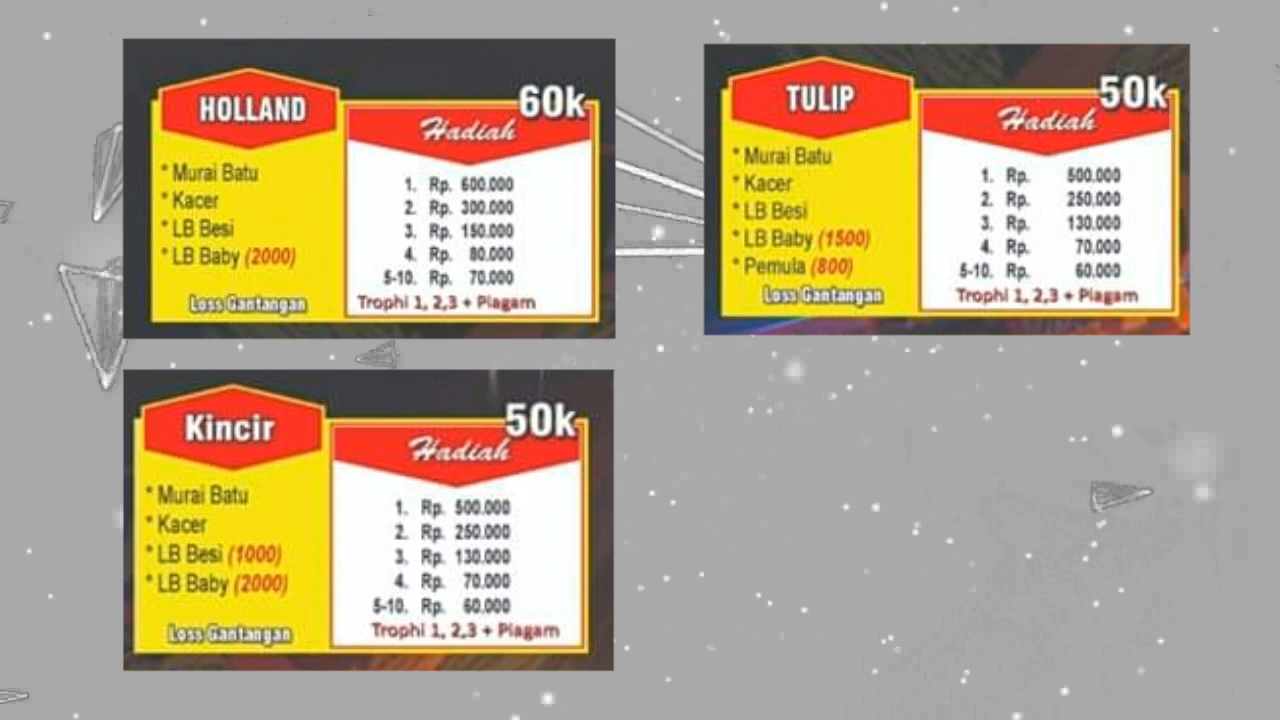 HOLLAND
60k
Hadiah
* Murai Batu
* Kacer
* LB Besi
* LB Baby (2000)
Loss Gantangan
1. Rp. 600.000
2. Rp. 300.000
3. Rp. 150.000
4. Rp. 80.000
5-10. Rp. 70.000
Trophi 1, 2,3 + Piagam
TULIP
50k
Hadiah
* Murai Batu
* Kacer
* LB Besi
* LB Baby (1500)
* Pemula (800)
Loss Gantangan
1. Rp. 500.000
2. Rp. 250,000
3. Rp. 130.000
4. Rp. 70,000
5-10. Rp. 60.000
Trophi 1, 2,3 + Piagam
Kincir
50k
Hadiah
* Murai Batu
* Kacer
* LB Besi (1000)
* LB Baby (2000)
Loss Gantangan
1. Rp. 500.000
2. Rp. 250.000
3. Rp. 130.000
4. Rp. 70.000
5-10. Rp. 60.000
Trophi 1, 2,3 + Piagam